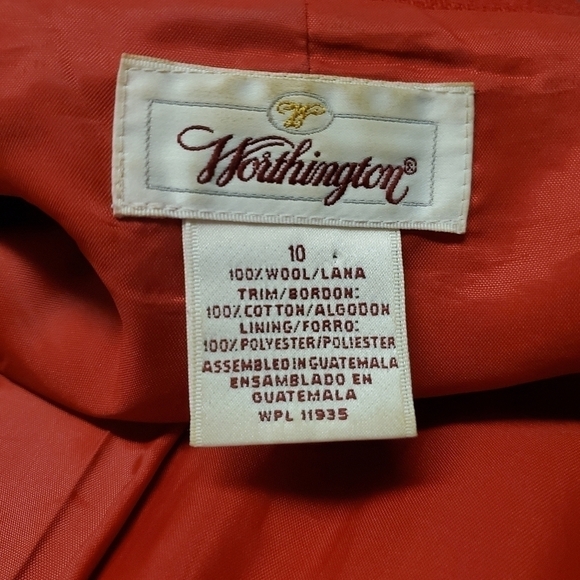 W
Worthington®
10
100% WOOL/LANA
TRIM/BORDON:
100% COTTON/ALGODON
LINING/FORRO:
100% POLYESTER/POLIESTER
ASSEMBLED IN GUATEMALA
ENSAMBLADO EN
GUATEMALA
WPL 11935